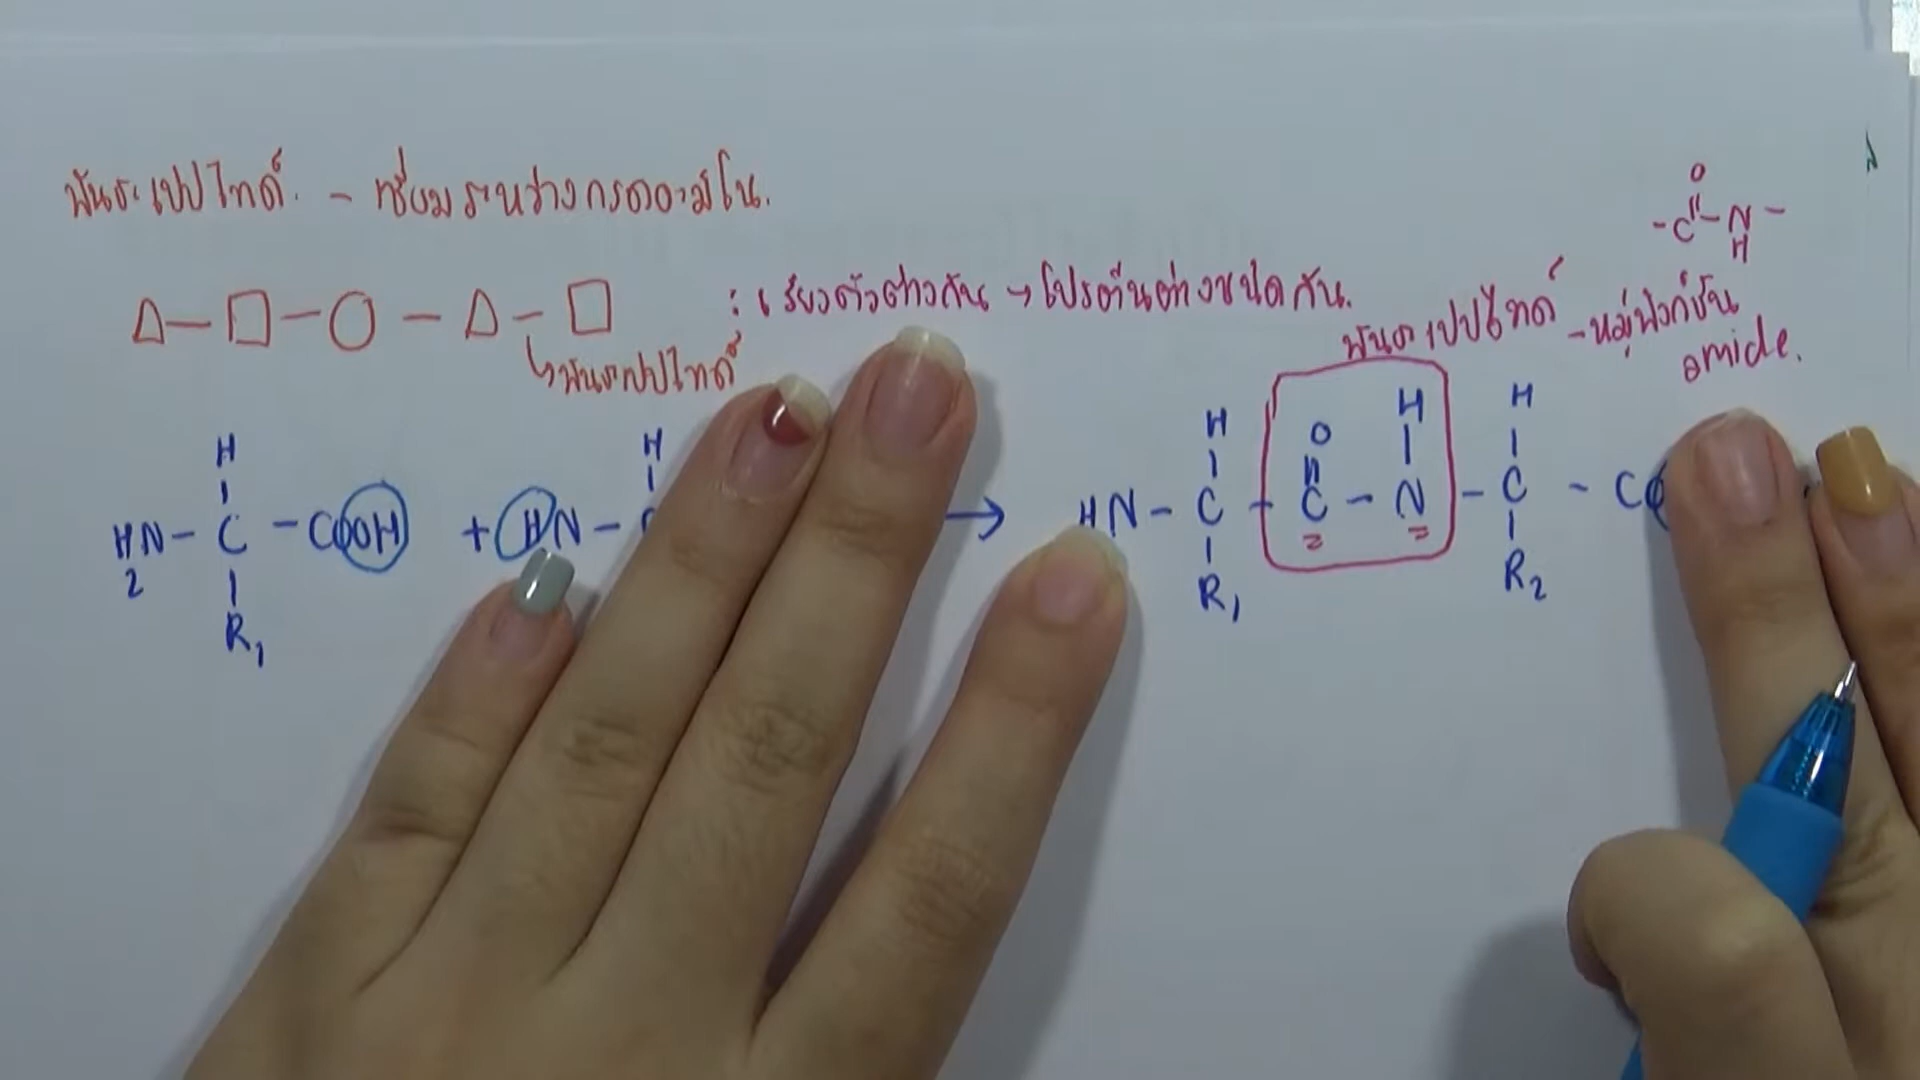 พันธะเปปไทด์ - เชื่อมระหว่างกรดอะมิโน.
O
-C-N-
H
: เรียงตัวต่างกัน → โปรตีนต่างชนิดกัน.
พันธะเปปไทด์ - หมู่ฟังก์ชัน
amide.
↳พันธะเปปไทด์
H H H O H H
H2N - C - COOH + HN - → HN - C - C - N - C - C
R1 R1 R2